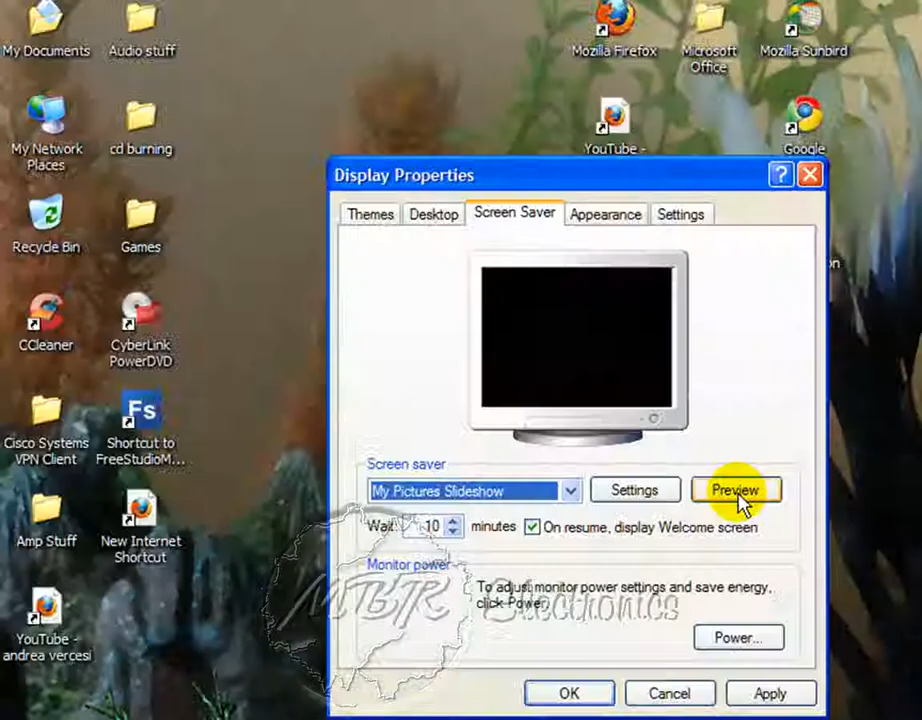 My Documents
Audio stuff
Mozilla Firefox
Microsoft
Office
Mozilla Sunbird
My Network
Places
cd burning
YouTube -
Google
Recycle Bin
Games
CCleaner
CyberLink
PowerDVD
Cisco Systems
VPN Client
Fs
Shortcut to
FreeStudioM...
Amp Stuff
New Internet
Shortcut
YouTube -
andrea vercesi
on
Display Properties
?
Themes
Desktop
Screen Saver
Appearance
Settings
Screen saver
My Pictures Slideshow
Settings
Preview
Wait: 10 minutes
On resume, display Welcome screen
Monitor power
To adjust monitor power settings and save energy,
click Power.
Power...
MBR Electronics
OK
Cancel
Apply